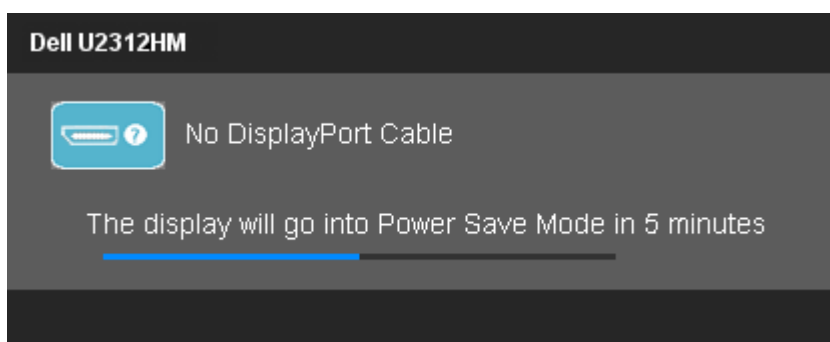 Dell U2312HM
No DisplayPort Cable
The display will go into Power Save Mode in 5 minutes